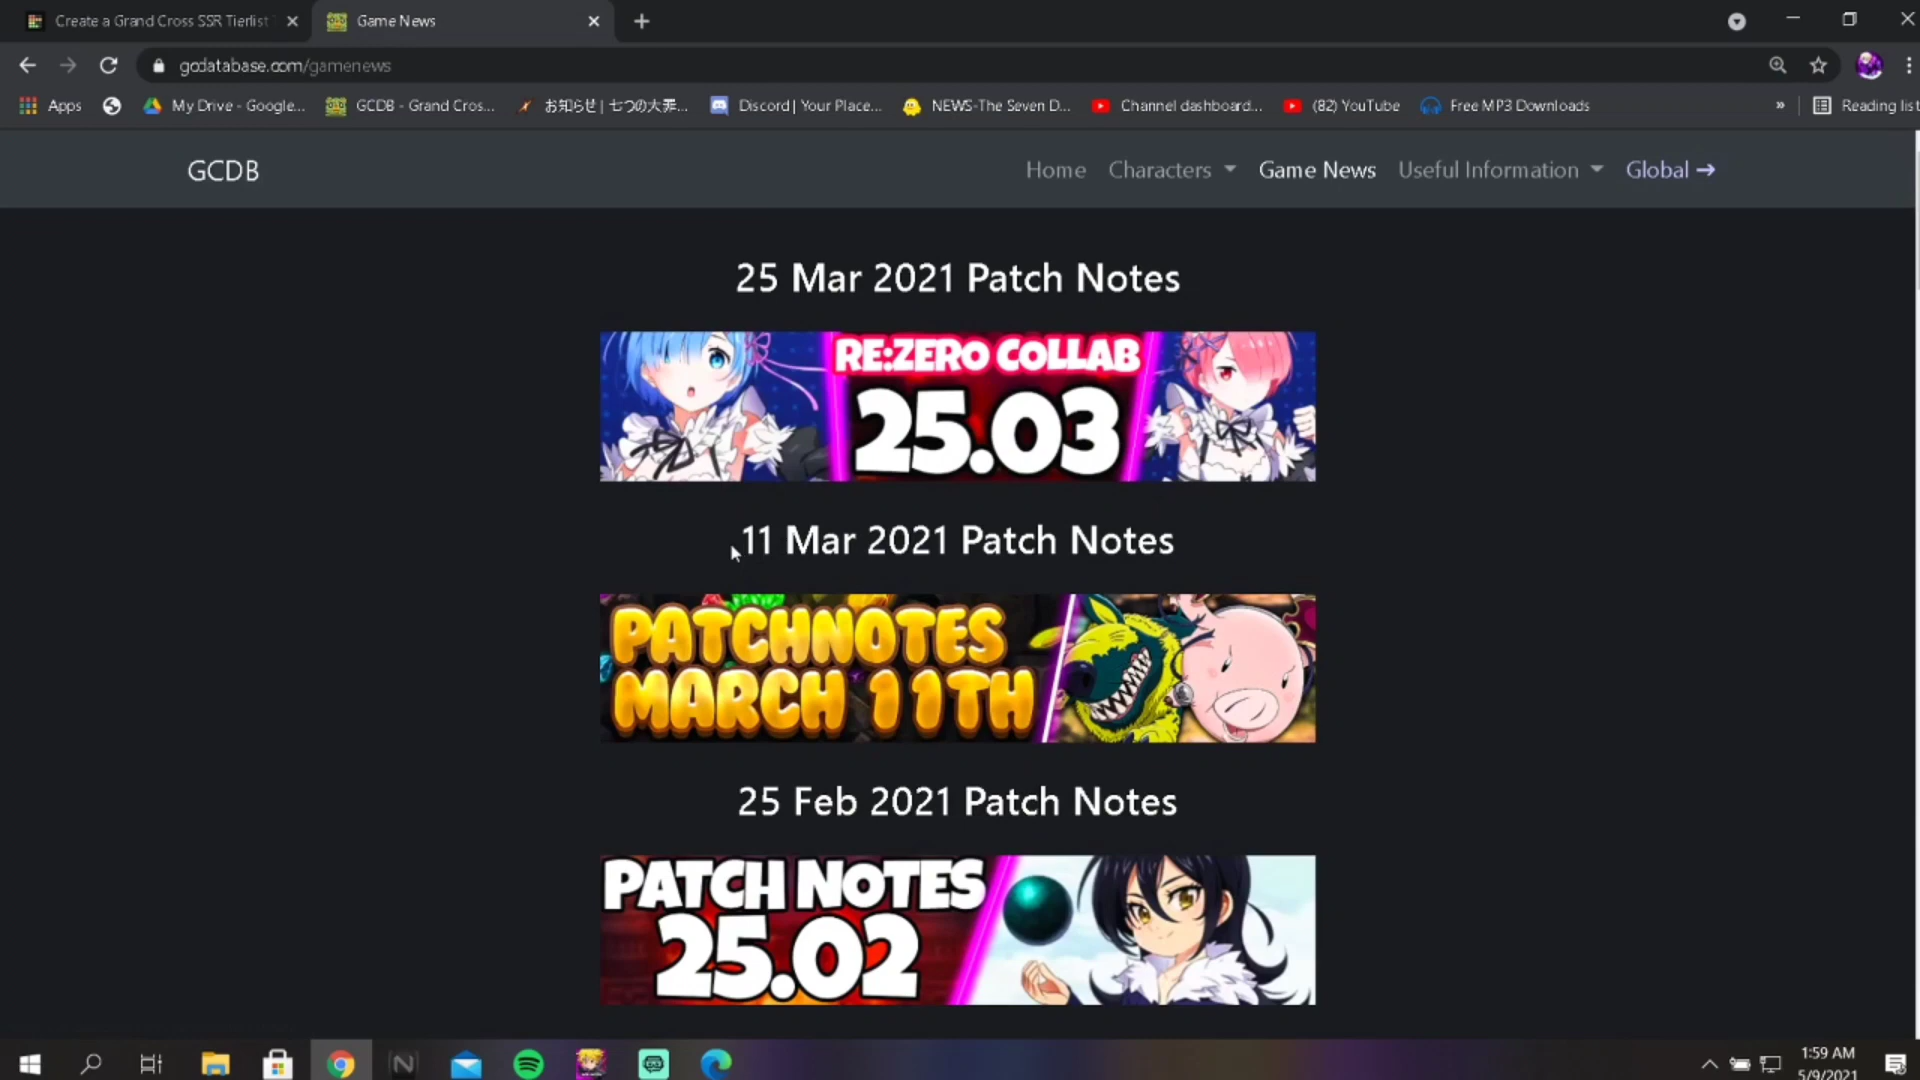 Create a Grand Cross SSR Tierlist
Game News
gcdatabase.com/gamenews
Apps
My Drive - Google...
GCDB - Grand Cros...
お知らせ | 七つの大罪...
Discord | Your Place...
NEWS-The Seven D...
Channel dashboard...
(82) YouTube
Free MP3 Downloads
»
Reading list
GCDB
Home
Characters
Game News
Useful Information
Global →
25 Mar 2021 Patch Notes
RE:ZERO COLLAB
25.03
11 Mar 2021 Patch Notes
PATCHNOTES
MARCH 11TH
25 Feb 2021 Patch Notes
PATCH NOTES
25.02
1:59 AM
5/9/2021